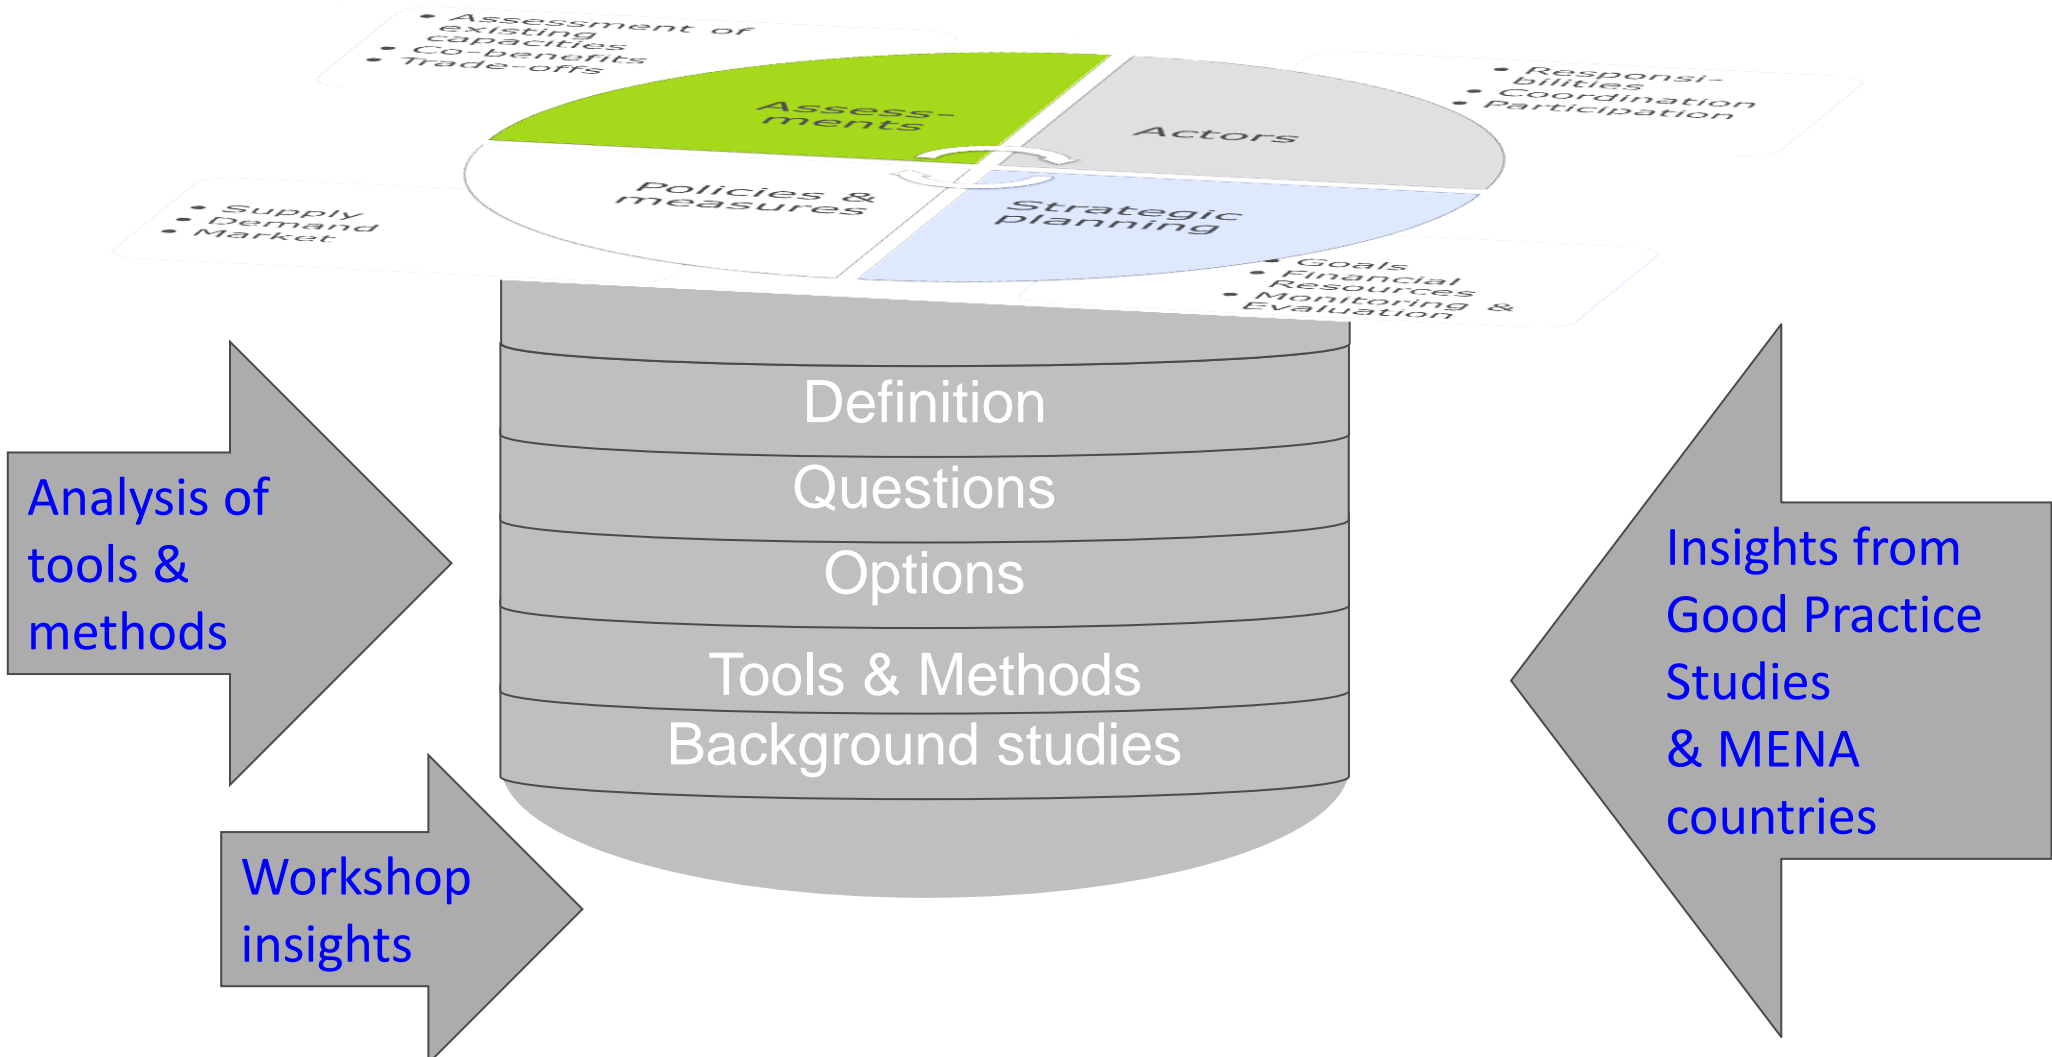 • Assessment of
existing
capacities
• Co-benefits
• Trade-offs
• Responsi-
bilities
• Coordination
• Participation
Assess-
ments
Actors
Policies &
measures
Strategic
planning
• Supply
• Demand
• Market
• Goals
• Financial
Resources
• Monitoring &
Evaluation
Definition
Questions
Options
Tools & Methods
Background studies
Analysis of
tools &
methods
Workshop
insights
Insights from
Good Practice
Studies
& MENA
countries